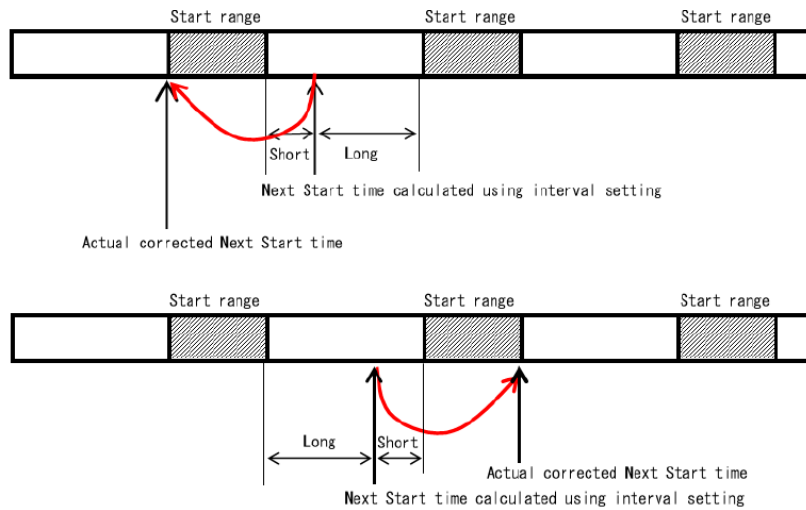 Start range Start range Start range
Short Long
Next Start time calculated using interval setting
Actual corrected Next Start time
Start range Start range Start range
Long Short
Actual corrected Next Start time
Next Start time calculated using interval setting